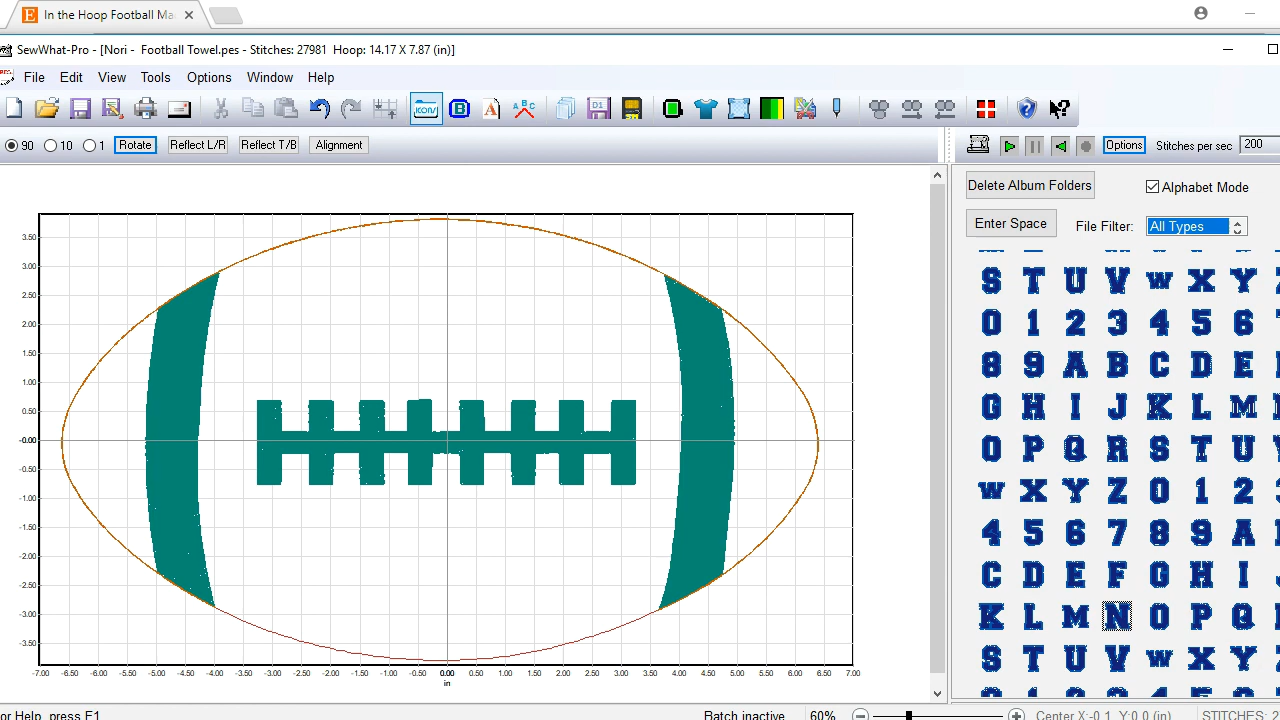 In the Hoop Football Ma
SewWhat-Pro - [Nori - Football Towel.pes - Stitches: 27981 Hoop: 14.17 X 7.87 (in)]
File Edit View Tools Options Window Help
90 10 1 Rotate Reflect L/R Reflect T/B Alignment Options Stitches per sec 200
Delete Album Folders Alphabet Mode
Enter Space File Filter: All Types
S T U V W X Y
0 1 2 3 4 5 6
8 9 A B C D E
G H I J K L M
O P Q R S T U
W X Y Z 0 1 2
4 5 6 7 8 9 A
C D E F G H I
K L M N O P Q
S T U V W X Y
3.50
3.00
2.50
2.00
1.50
1.00
0.50
-0.00
-0.50
-1.00
-1.50
-2.00
-2.50
-3.00
-3.50
-7.00 -6.50 -6.00 -5.50 -5.00 -4.50 -4.00 -3.50 -3.00 -2.50 -2.00 -1.50 -1.00 -0.50 0.00 0.50 1.00 1.50 2.00 2.50 3.00 3.50 4.00 4.50 5.00 5.50 6.00 6.50 7.00
in
or Help, press F1 Batch inactive 60% Center X:-0.1, Y:0.0 (in) STITCHES: 2